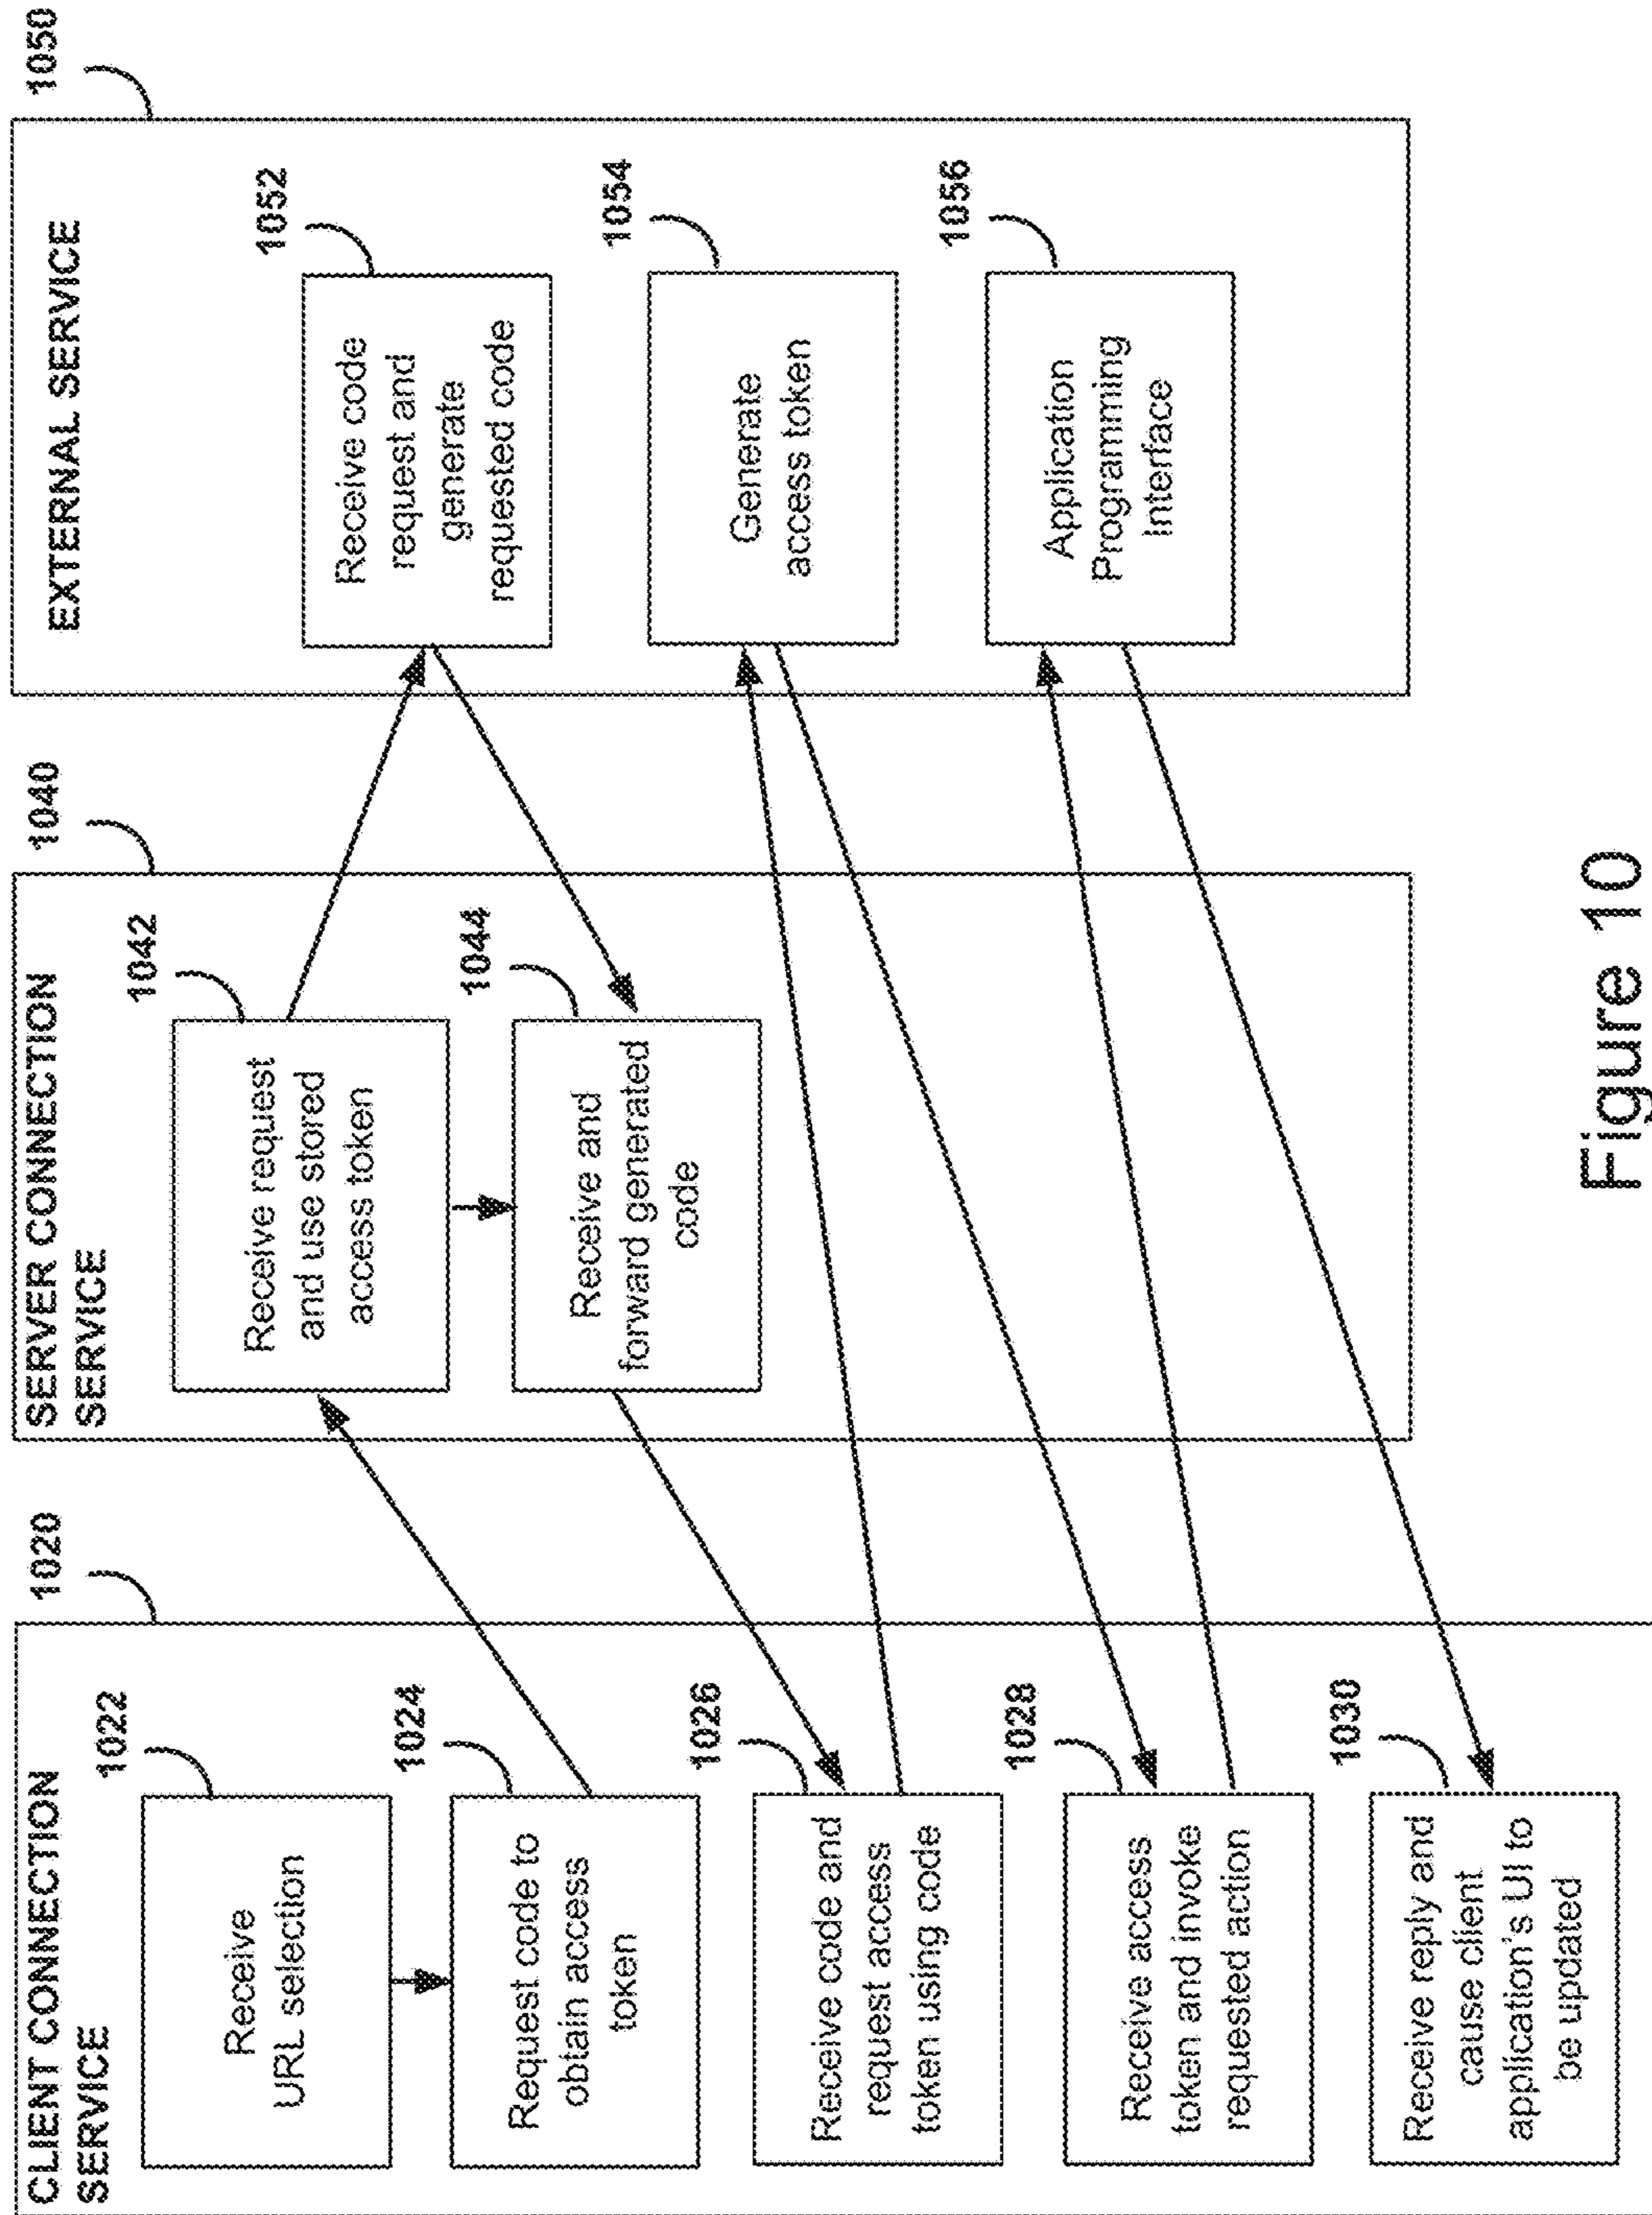 CLIENT CONNECTION
SERVICE
1020
1022
Receive
URL selection
1024
Request code to
obtain access
token
1026
Receive code and
request access
token using code
1028
Receive access
token and invoke
requested action
1030
Receive reply and
cause client
application's UI to
be updated
SERVER CONNECTION
SERVICE
1040
1042
Receive request
and use stored
access token
1044
Receive and
forward generated
code
EXTERNAL SERVICE
1050
1052
Receive code
request and
generate
requested code
1054
Generate
access token
1056
Application
Programming
Interface
Figure 10